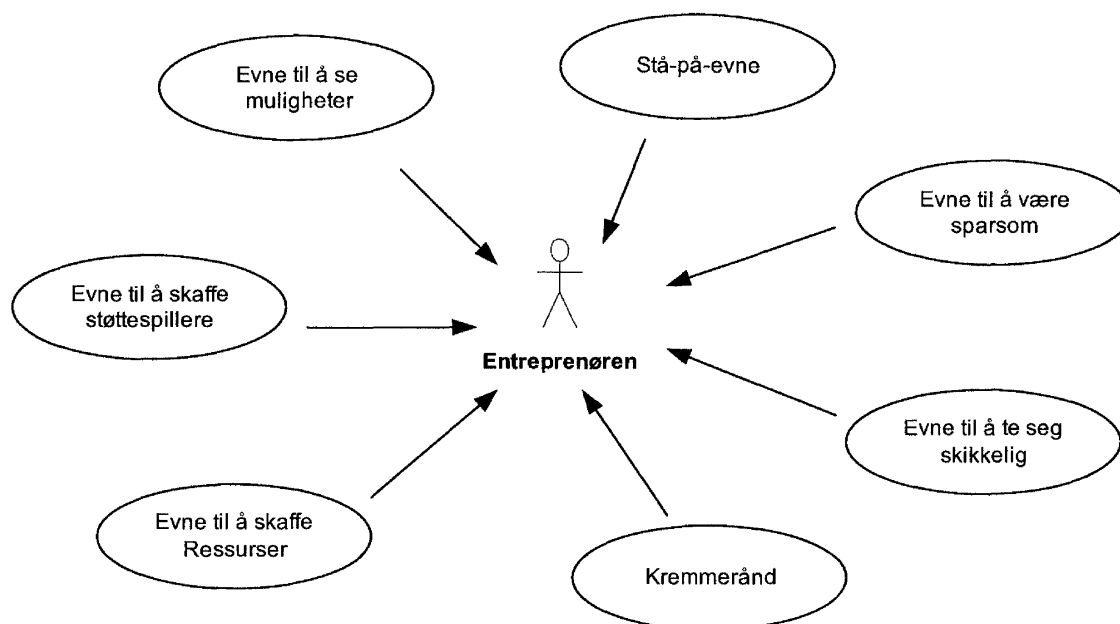 Evne til å se
muligheter
Stå-på-evne
Evne til å være
sparsom
Evne til å skaffe
støttespillere
Entreprenøren
Evne til å te seg
skikkelig
Evne til å skaffe
Ressurser
Kremmerånd